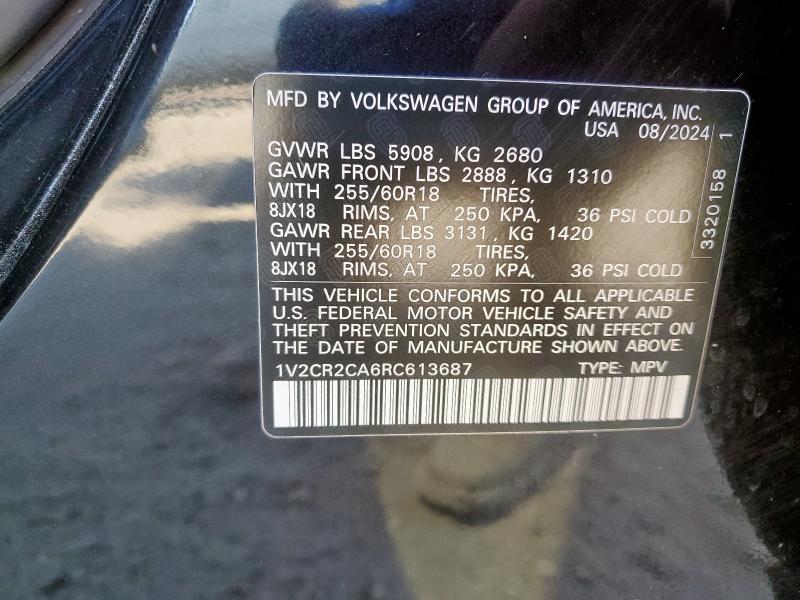 MFD BY VOLKSWAGEN GROUP OF AMERICA, INC.
USA 08/2024
GVWR LBS 5908, KG 2680
GAWR FRONT LBS 2888, KG 1310
WITH 255/60R18 TIRES,
8JX18 RIMS, AT 250 KPA, 36 PSI COLD
GAWR REAR LBS 3131, KG 1420
WITH 255/60R18 TIRES,
8JX18 RIMS, AT 250 KPA, 36 PSI COLD
THIS VEHICLE CONFORMS TO ALL APPLICABLE
U.S. FEDERAL MOTOR VEHICLE SAFETY AND
THEFT PREVENTION STANDARDS IN EFFECT ON
THE DATE OF MANUFACTURE SHOWN ABOVE.
1V2CR2CA6RC613687 TYPE: MPV
3320158 1